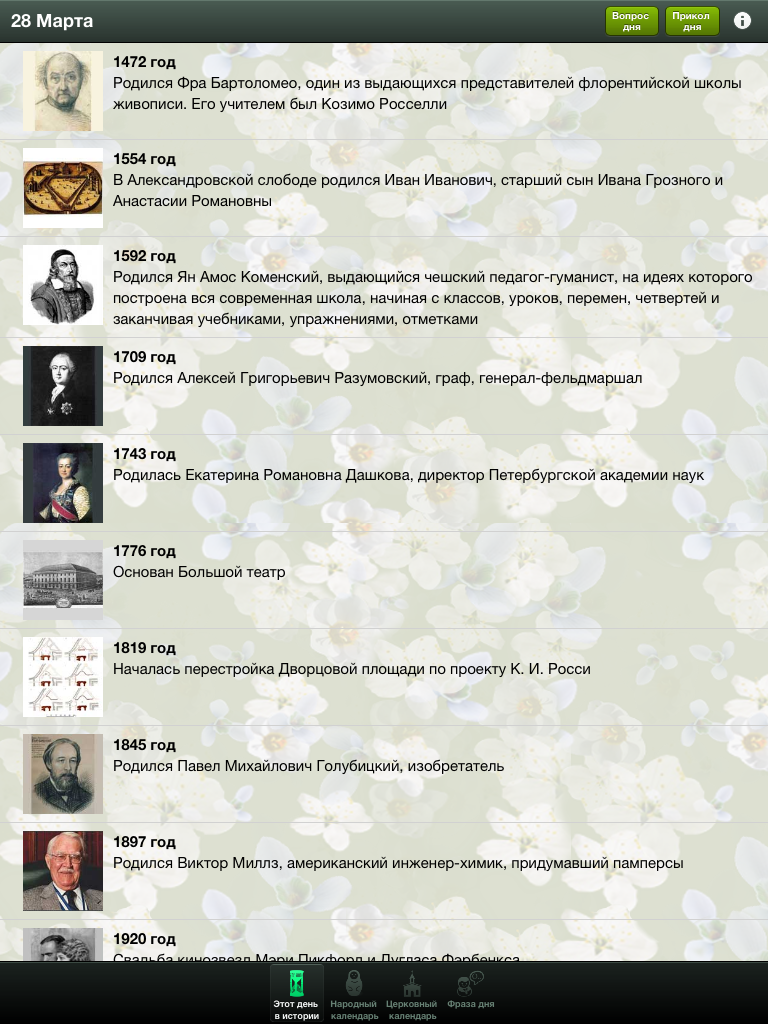 28 Марта
Вопрос
дня
Прикол
дня
1472 год
Родился Фра Бартоломео, один из выдающихся представителей флорентийской школы
живописи. Его учителем был Козимо Росселли
1554 год
В Александровской слободе родился Иван Иванович, старший сын Ивана Грозного и
Анастасии Романовны
1592 год
Родился Ян Амос Коменский, выдающийся чешский педагог-гуманист, на идеях которого
построена вся современная школа, начиная с классов, уроков, перемен, четвертей и
заканчивая учебниками, упражнениями, отметками
1709 год
Родился Алексей Григорьевич Разумовский, граф, генерал-фельдмаршал
1743 год
Родилась Екатерина Романовна Дашкова, директор Петербургской академии наук
1776 год
Основан Большой театр
1819 год
Началась перестройка Дворцовой площади по проекту К. И. Росси
1845 год
Родился Павел Михайлович Голубицкий, изобретатель
1897 год
Родился Виктор Миллз, американский инженер-химик, придумавший памперсы
1920 год
Свадьба кинозвезд Мэри Пикфорд и Дугласа Фэрбенкса
Этот день
в истории
Народный
календарь
Церковный
календарь
Фраза дня